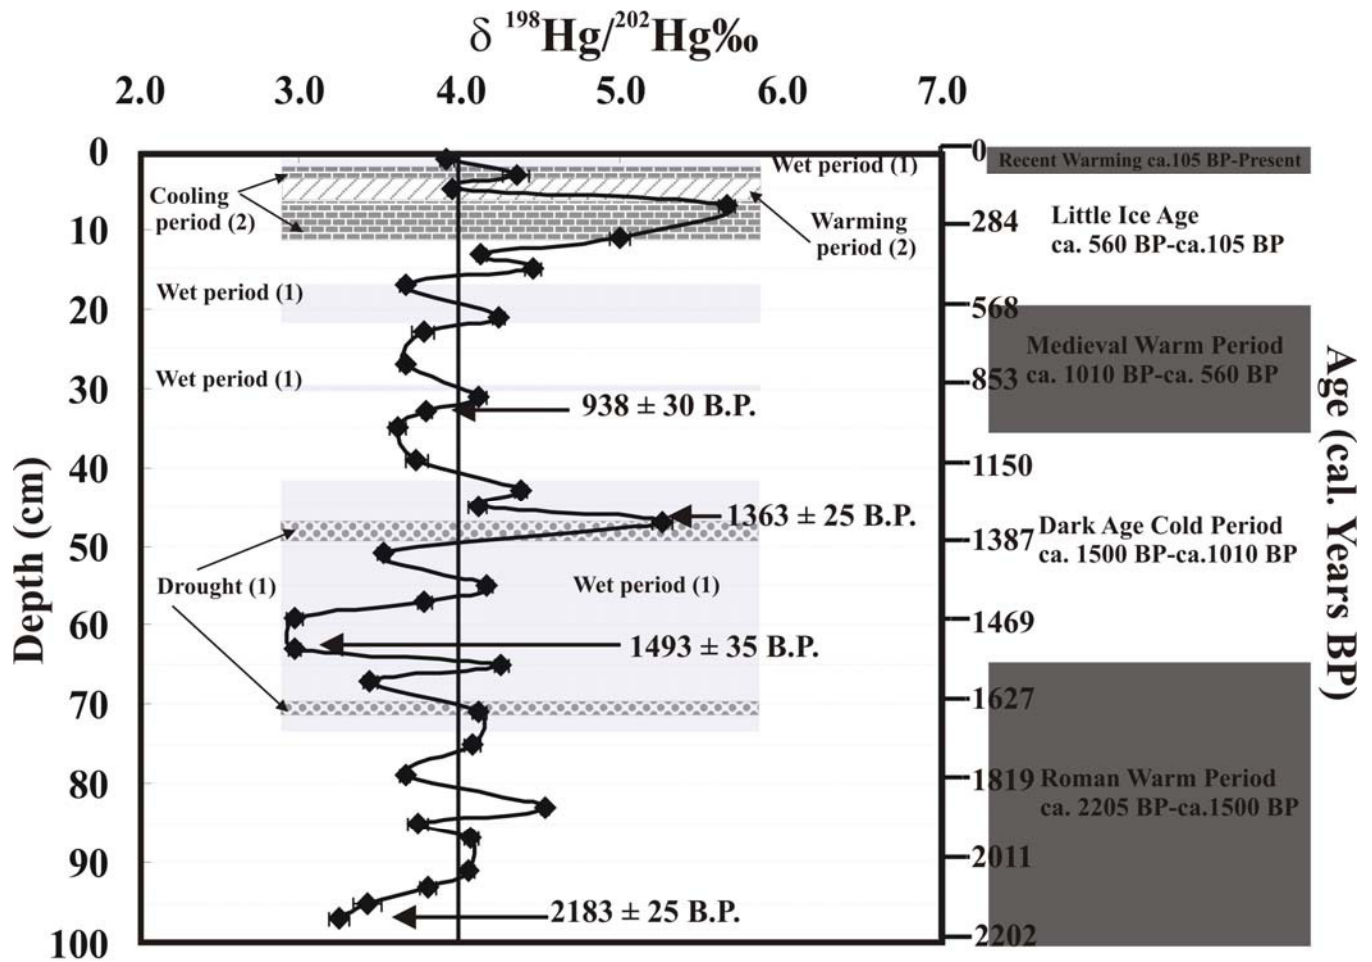 δ ¹⁹⁸Hg/²⁰²Hg‰
2.0 3.0 4.0 5.0 6.0 7.0
0
10
20
30
40
50
60
70
80
90
100
Depth (cm)
Cooling
period (2)
Wet period (1)
Warming
period (2)
Wet period (1)
Wet period (1)
938 ± 30 B.P.
1363 ± 25 B.P.
Drought (1)
Wet period (1)
1493 ± 35 B.P.
2183 ± 25 B.P.
0
284
568
853
1150
1387
1469
1627
1819
2011
2202
Recent Warming ca.105 BP-Present
Little Ice Age
ca. 560 BP-ca.105 BP
Medieval Warm Period
ca. 1010 BP-ca. 560 BP
Dark Age Cold Period
ca. 1500 BP-ca.1010 BP
Roman Warm Period
ca. 2205 BP-ca.1500 BP
Age (cal. Years BP)